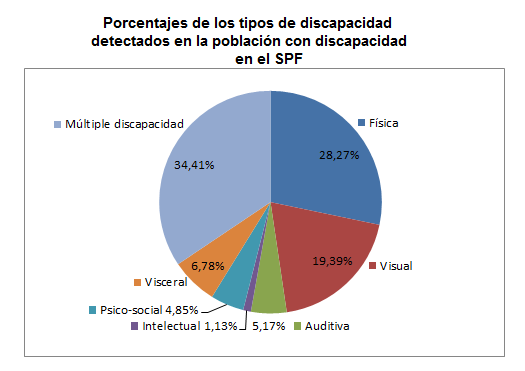 Porcentajes de los tipos de discapacidad
detectados en la población con discapacidad
en el SPF
Múltiple discapacidad
34,41%
Física
28,27%
19,39%
Visual
6,78%
Visceral
Psico-social 4,85%
Intelectual 1,13%
5,17%
Auditiva